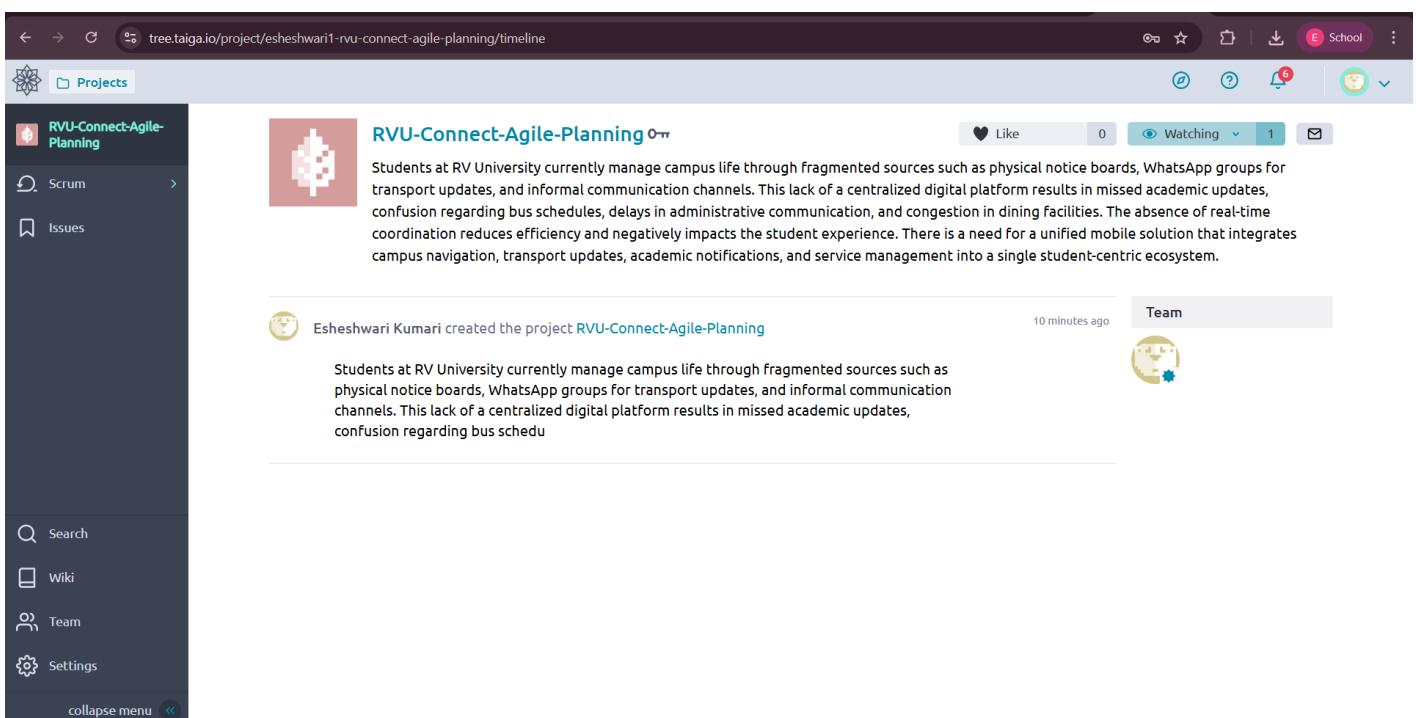 tree.taiga.io/project/esheshwari1-rvu-connect-agile-planning/timeline
E School
Projects
6
RVU-Connect-Agile-
Planning
Scrum
Issues
Search
Wiki
Team
Settings
collapse menu
RVU-Connect-Agile-Planning
Like 0
Watching 1
Students at RV University currently manage campus life through fragmented sources such as physical notice boards, WhatsApp groups for
transport updates, and informal communication channels. This lack of a centralized digital platform results in missed academic updates,
confusion regarding bus schedules, delays in administrative communication, and congestion in dining facilities. The absence of real-time
coordination reduces efficiency and negatively impacts the student experience. There is a need for a unified mobile solution that integrates
campus navigation, transport updates, academic notifications, and service management into a single student-centric ecosystem.
Esheshwari Kumari created the project RVU-Connect-Agile-Planning
10 minutes ago
Students at RV University currently manage campus life through fragmented sources such as
physical notice boards, WhatsApp groups for transport updates, and informal communication
channels. This lack of a centralized digital platform results in missed academic updates,
confusion regarding bus schedu
Team